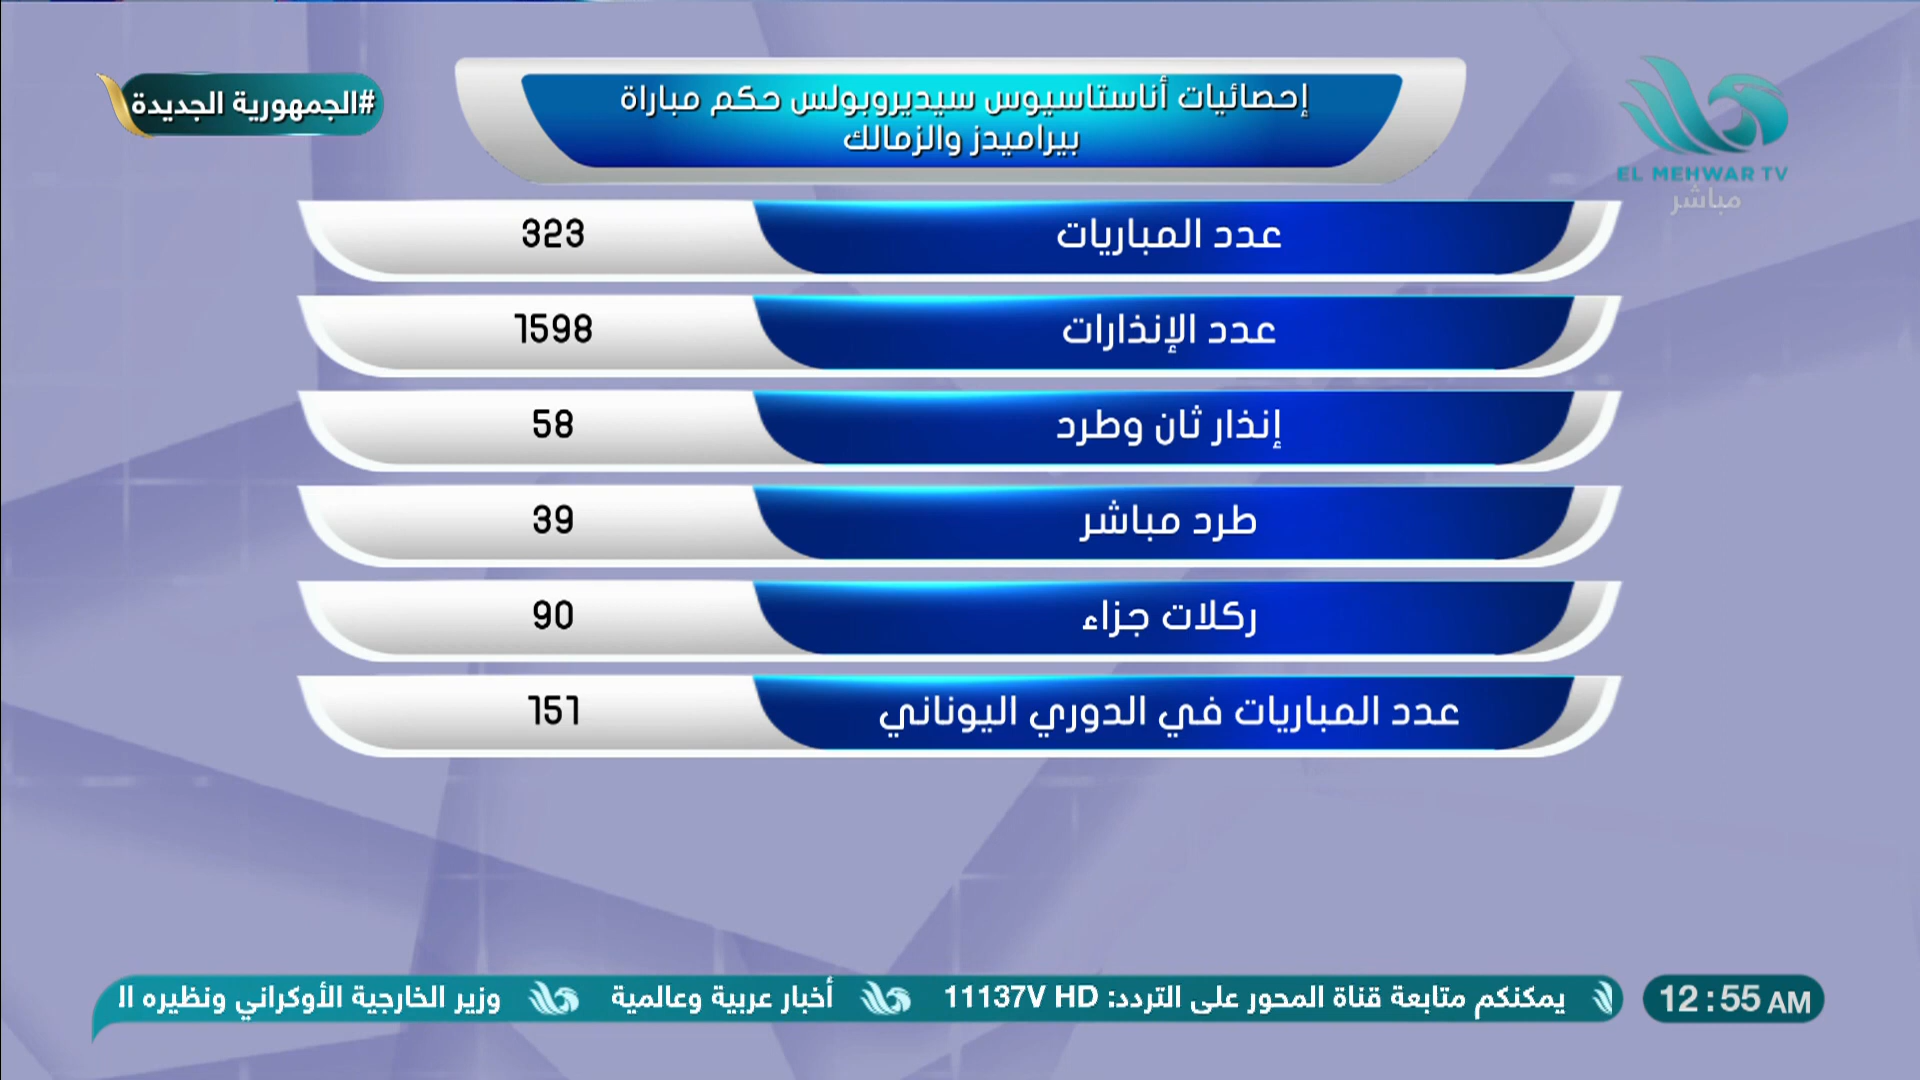 #الجمهورية الجديدة
إحصائيات أناستاسيوس سيديروبولس حكم مباراة
بيراميدز والزمالك
EL MEHWAR TV
مباشر
عدد المباريات 323
عدد الإنذارات 1598
إنذار ثان وطرد 58
طرد مباشر 39
ركلات جزاء 90
عدد المباريات في الدوري اليوناني 151
12:55 AM
يمكنكم متابعة قناة المحور على التردد: 11137V HD أخبار عربية وعالمية وزير الخارجية الأوكراني ونظيره ال